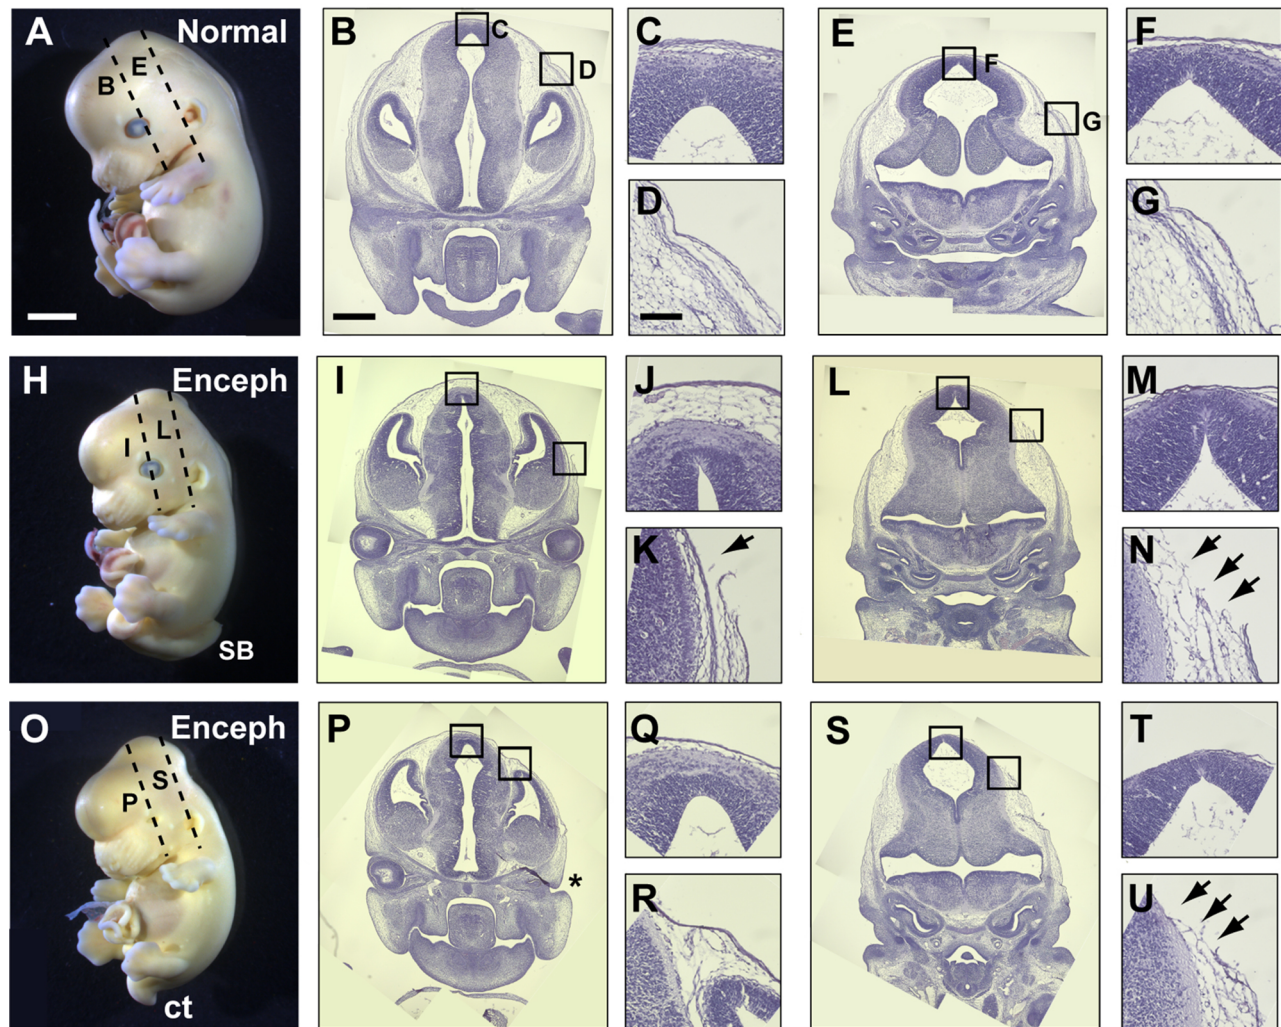 A Normal B C E F
B E C F
D G
D G
H Enceph I J L M
I L
K N
SB
O Enceph P Q S T
P S
* R U
ct